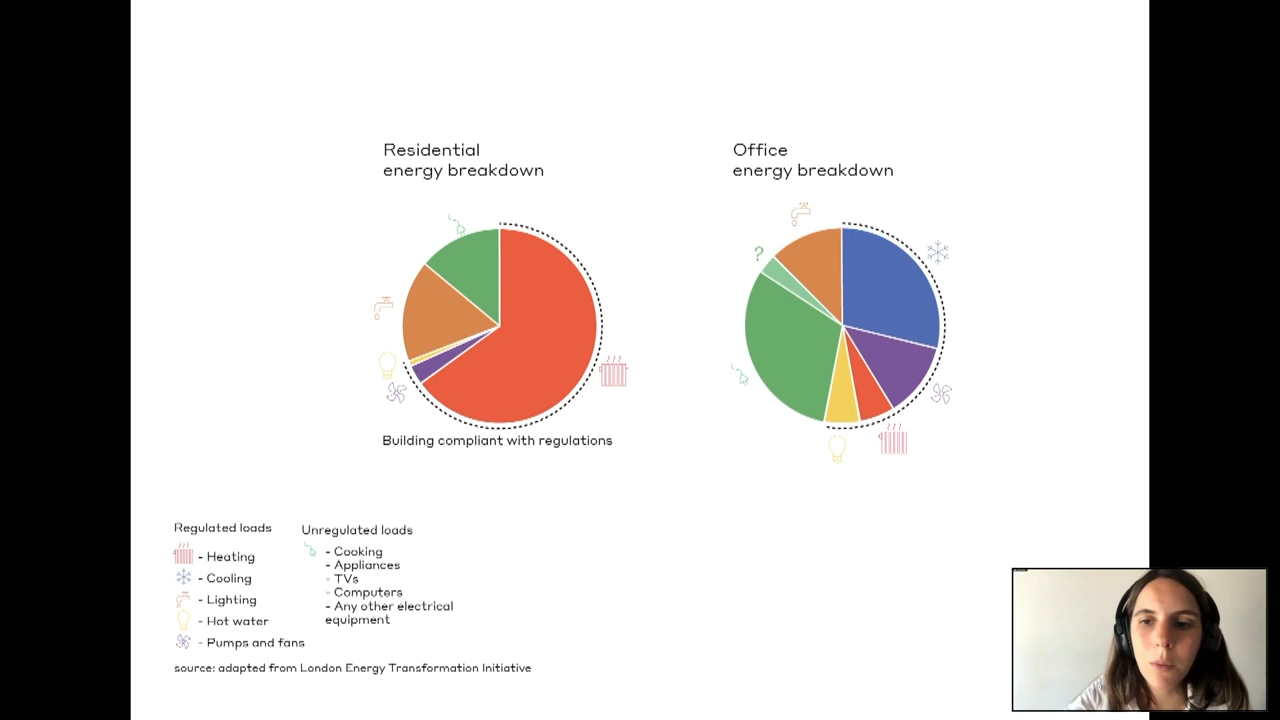 Residential
energy breakdown
Office
energy breakdown
?
Building compliant with regulations
Regulated loads
- Heating
- Cooling
- Lighting
- Hot water
- Pumps and fans
Unregulated loads
- Cooking
- Appliances
- TVs
- Computers
- Any other electrical
equipment
source: adapted from London Energy Transformation Initiative